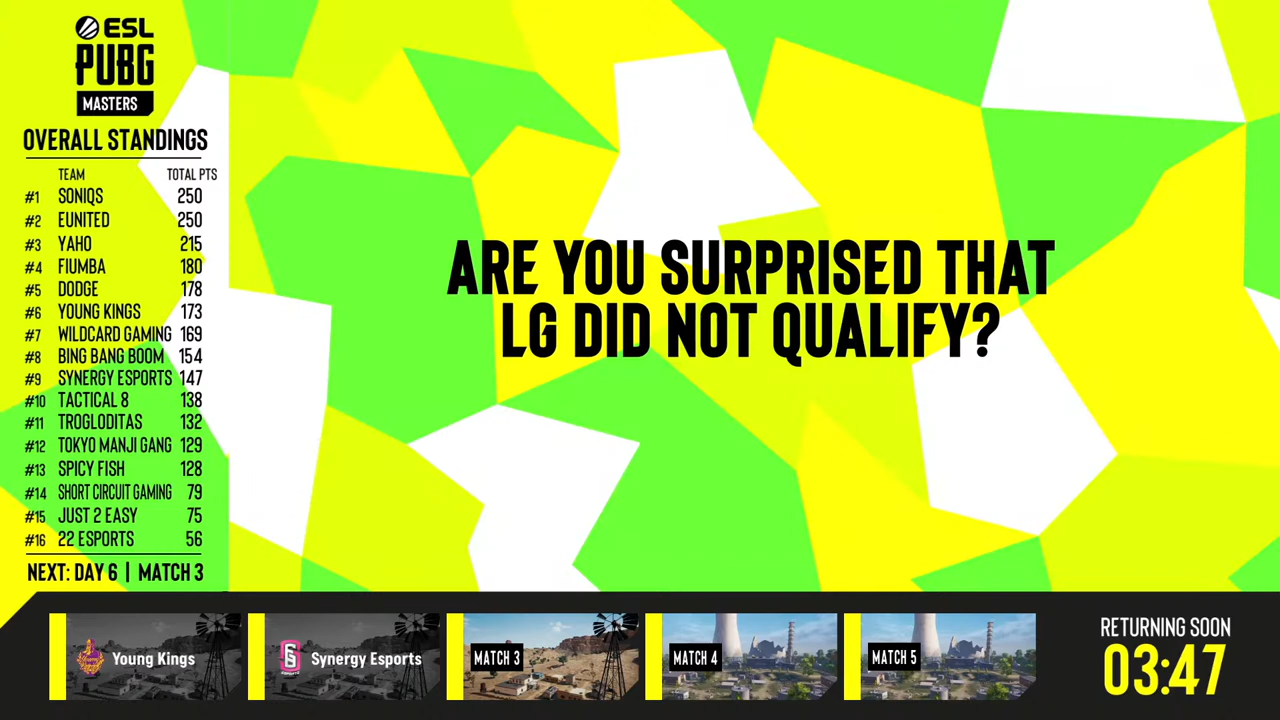 ESL
PUBG
MASTERS
OVERALL STANDINGS
TEAM TOTAL PTS
#1 SONIQS 250
#2 EUNITED 250
#3 YAHO 215
#4 FIUMBA 180
#5 DODGE 178
#6 YOUNG KINGS 173
#7 WILDCARD GAMING 169
#8 BING BANG BOOM 154
#9 SYNERGY ESPORTS 147
#10 TACTICAL 8 138
#11 TROGLODITAS 132
#12 TOKYO MANJI GANG 129
#13 SPICY FISH 128
#14 SHORT CIRCUIT GAMING 79
#15 JUST 2 EASY 75
#16 22 ESPORTS 56
NEXT: DAY 6 | MATCH 3
ARE YOU SURPRISED THAT
LG DID NOT QUALIFY?
Young Kings
Synergy Esports
MATCH 3
MATCH 4
MATCH 5
RETURNING SOON
03:47